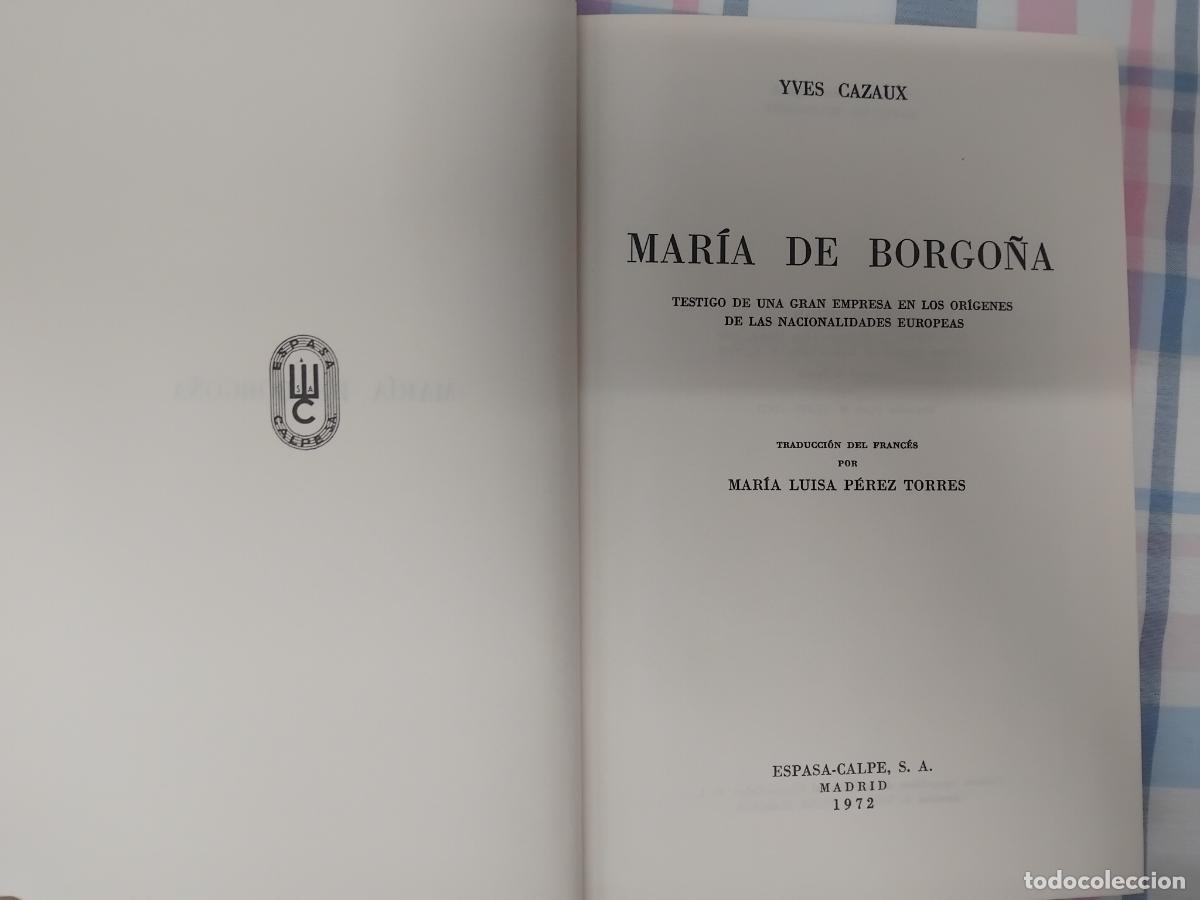 ESPASA
S A
C
CALPE S.A.
YVES CAZAUX
MARÍA DE BORGOÑA
TESTIGO DE UNA GRAN EMPRESA EN LOS ORÍGENES
DE LAS NACIONALIDADES EUROPEAS
TRADUCCIÓN DEL FRANCÉS
POR
MARÍA LUISA PÉREZ TORRES
ESPASA-CALPE, S. A.
MADRID
1972
todocoleccion